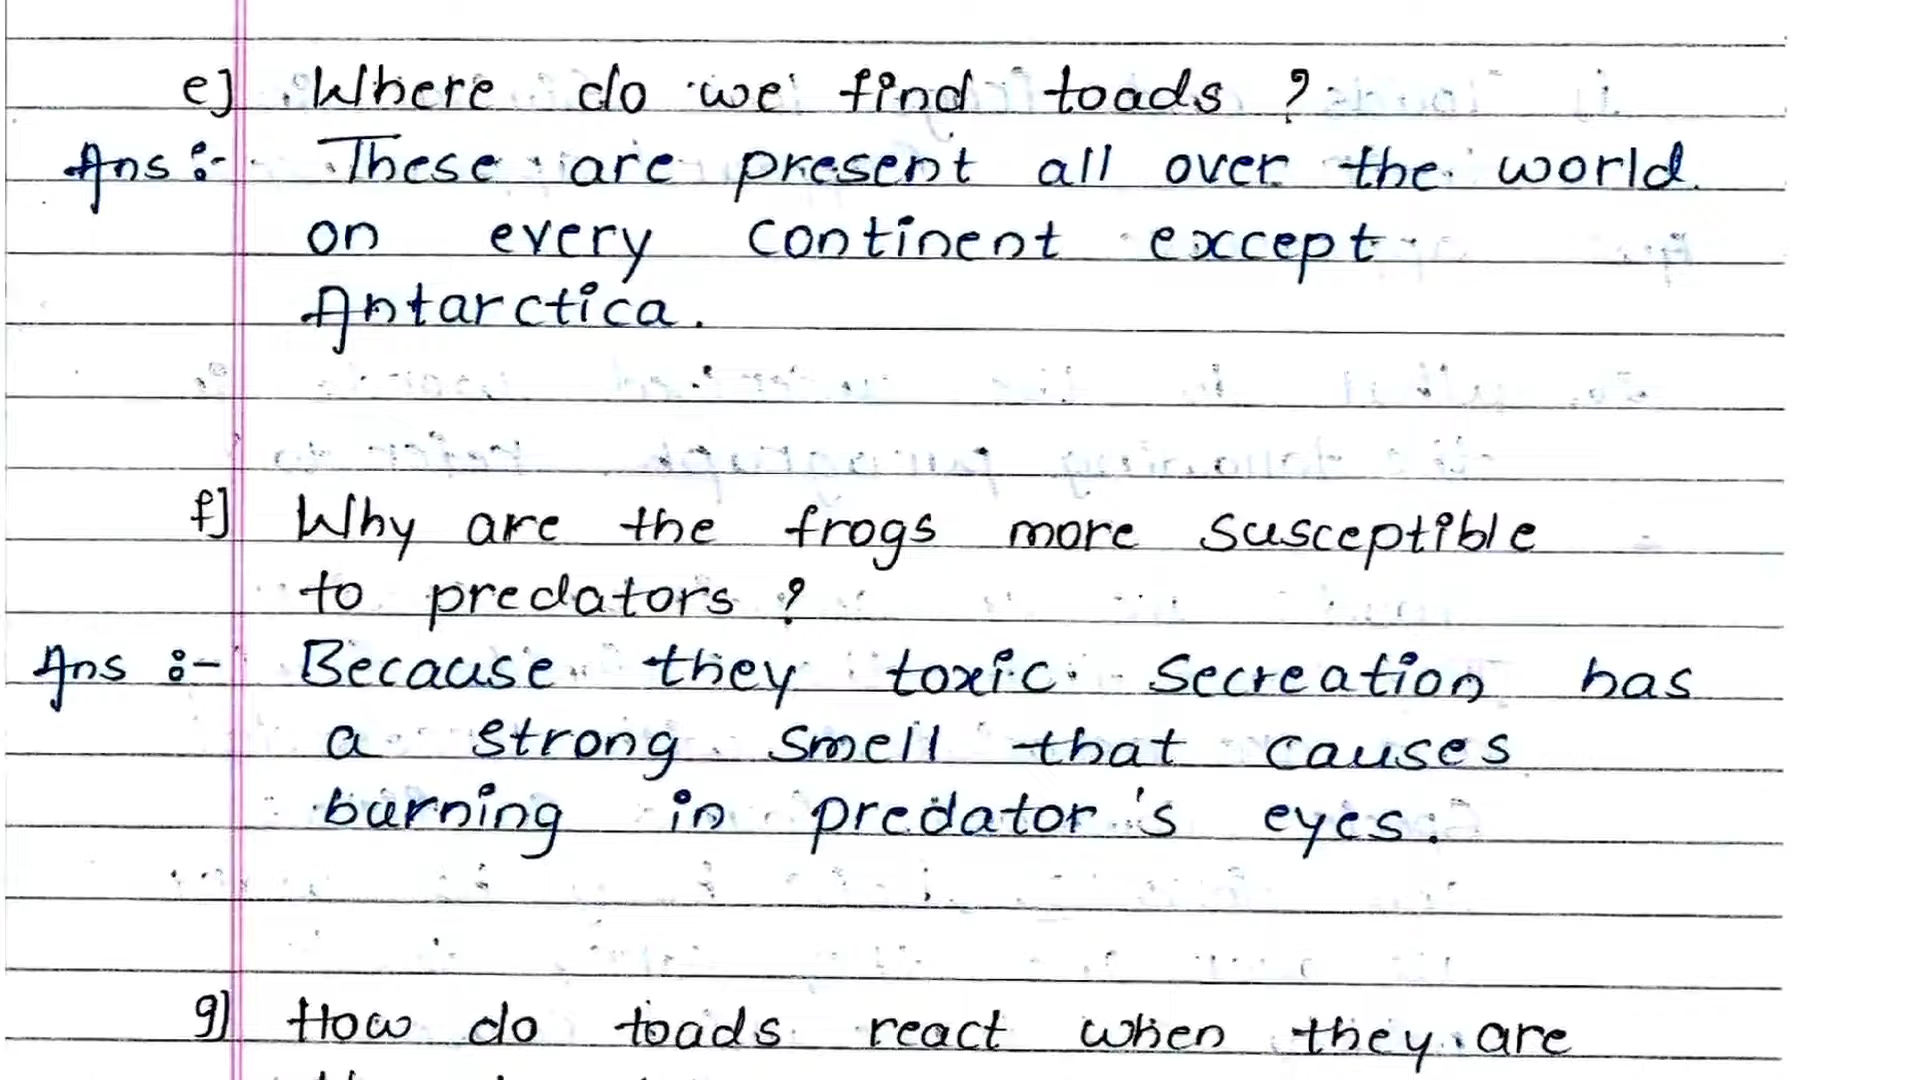 e] Where do we find toads ?
Ans :- These are present all over the world
on every continent except
Antarctica.
f] Why are the frogs more susceptible
to predators ?
Ans :- Because they toxic secreation has
a strong smell that causes
burning in predator's eyes.
g] How do toads react when they are